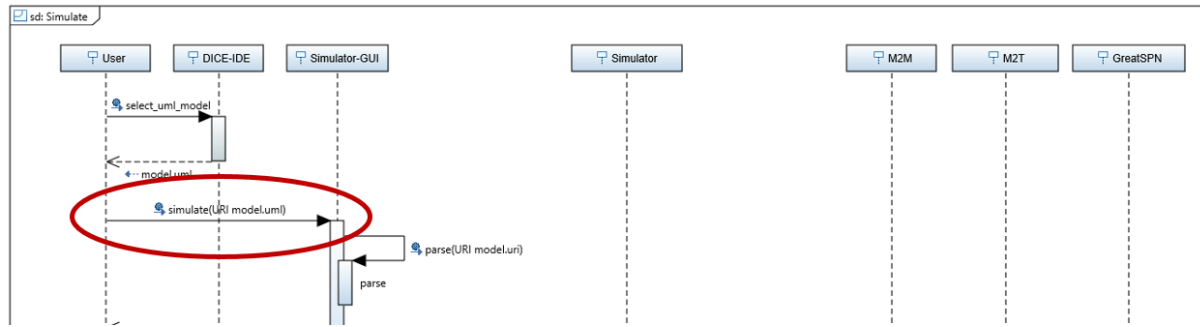 sd: Simulate
User
DICE-IDE
Simulator-GUI
Simulator
M2M
M2T
GreatSPN
select_uml_model
model.uml
simulate(URI model.uml)
parse(URI model.uri)
parse